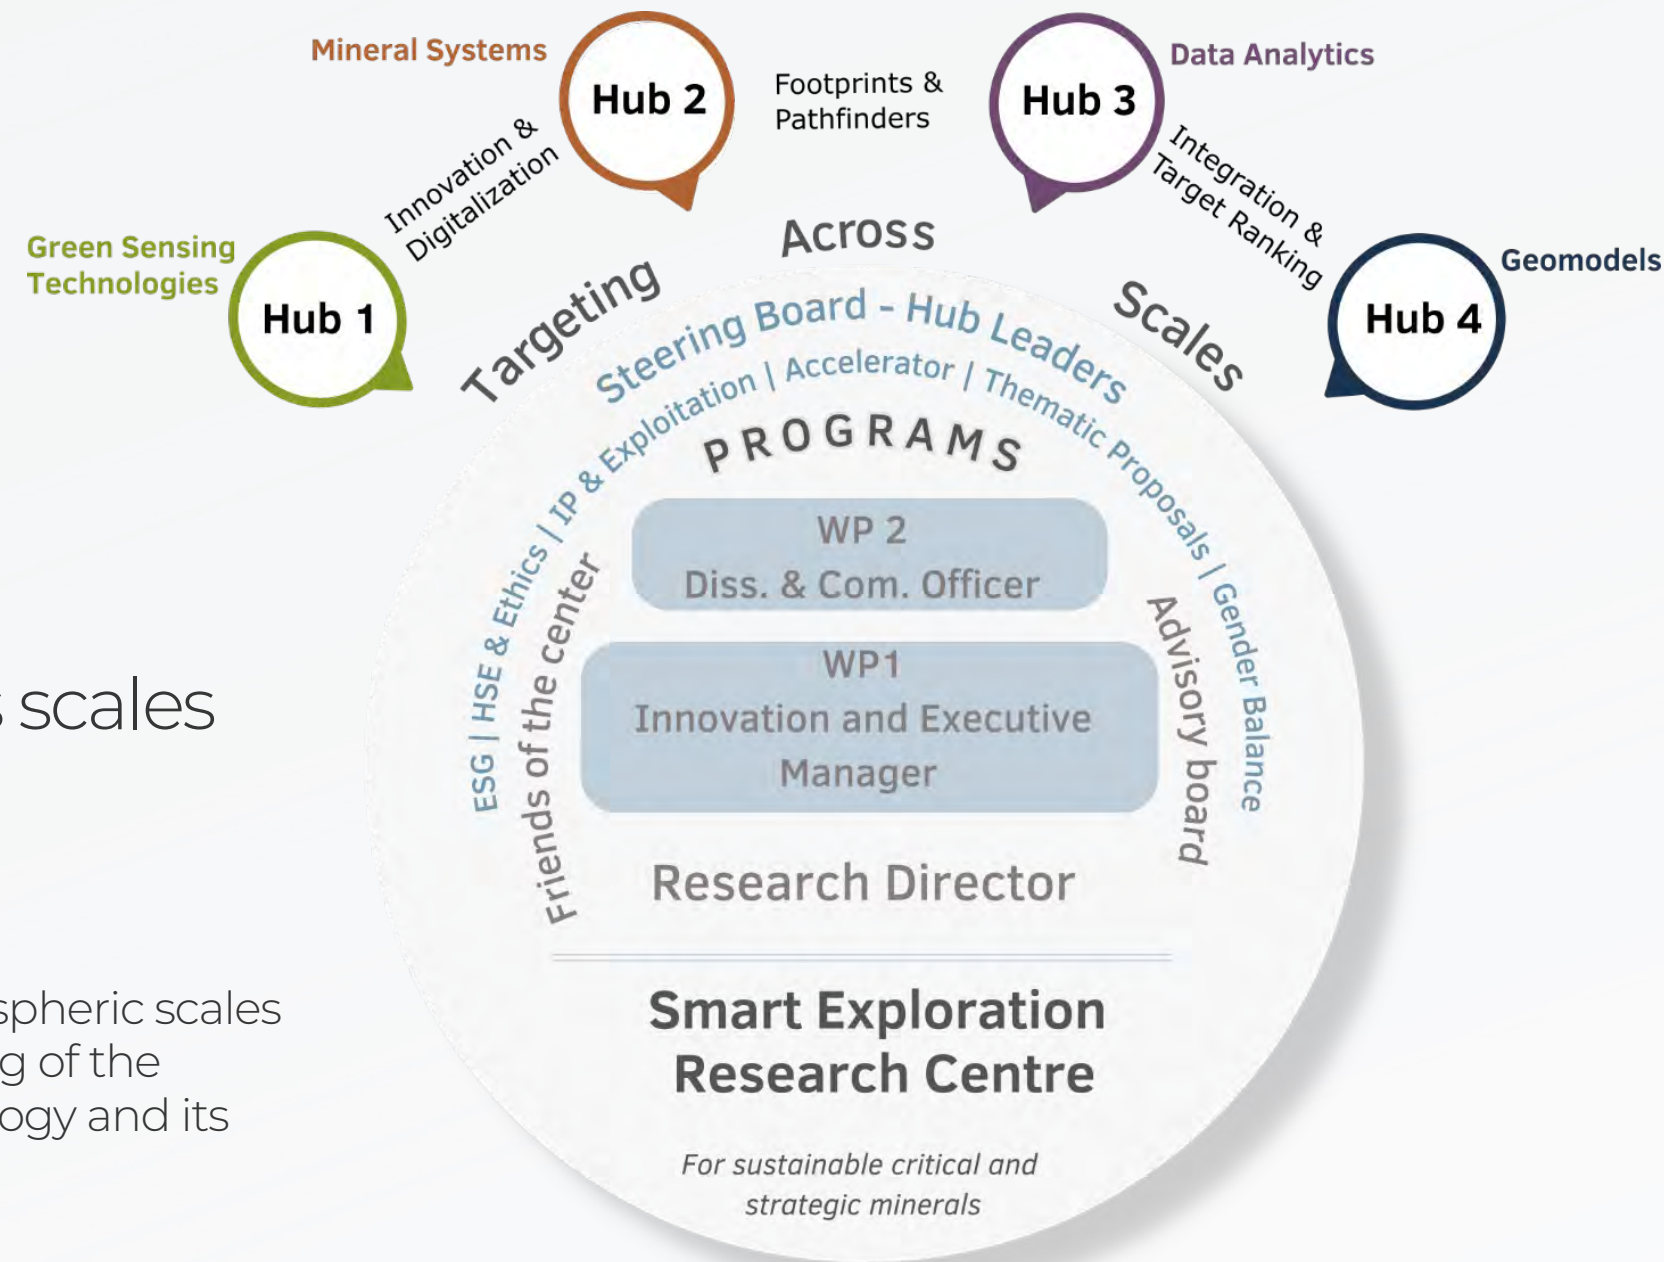 Mineral Systems
Hub 2
Footprints &
Pathfinders
Hub 3
Data Analytics
Innovation &
Digitalization
Integration &
Target Ranking
Green Sensing
Technologies
Hub 1
Hub 4
Geomodels
Targeting Across Scales
Steering Board - Hub Leaders
ESG | HSE & Ethics | IP & Exploitation | Accelerator | Thematic Proposals | Gender Balance
PROGRAMS
Friends of the center
Advisory board
WP 2
Diss. & Com. Officer
WP1
Innovation and Executive
Manager
Research Director
Smart Exploration
Research Centre
For sustainable critical and
strategic minerals
s scales
spheric scales
g of the
ogy and its